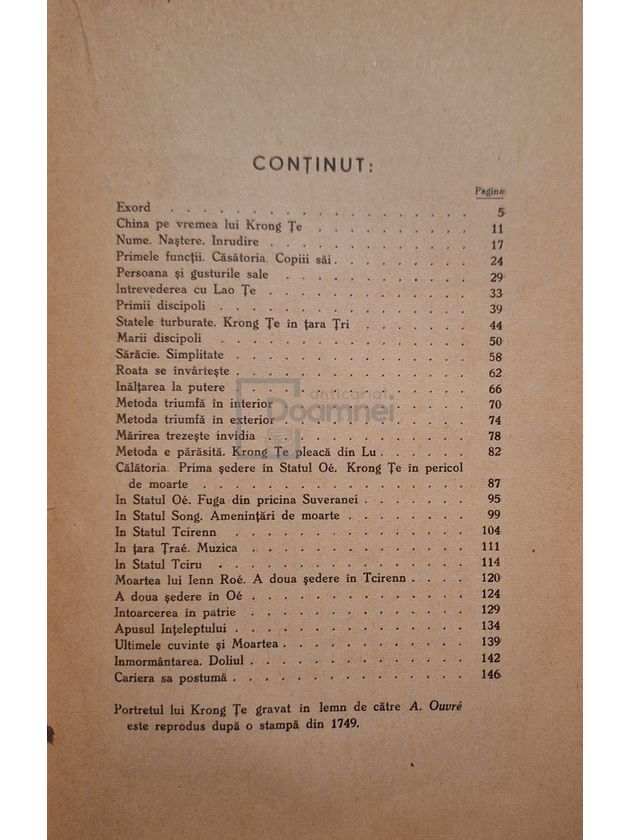 CONȚINUT:
Pagina
Exord . . . . . . . . . . . . . . . . 5
China pe vremea lui Krong Țe . . . . . . . . 11
Nume. Naștere. Inrudire . . . . . . . . . . 17
Primele funcții. Căsătoria. Copiii săi . . . . . . . 24
Persoana și gusturile sale . . . . . . . . . . 29
Intrevederea cu Lao Țe . . . . . . . . . . 33
Primii discipoli . . . . . . . . . . . . . 39
Statele turburate. Krong Țe în țara Țri . . . . . . 44
Marii discipoli . . . . . . . . . . . . . 50
Sărăcie. Simplitate . . . . . . . . . . . . 58
Roata se învârtește . . . . . . . . . . . . 62
Inălțarea la putere . . . . . . . . . . . . 66
Metoda triumfă în interior . . . . . . . . . . 70
Metoda triumfă în exterior . . . . . . . . . . 74
Mărirea trezește invidia . . . . . . . . . . . 78
Metoda e părăsită. Krong Țe pleacă din Lu . . . . . 82
Călătoria. Prima ședere în Statul Oé. Krong Țe în pericol
de moarte . . . . . . . . . . . . . . 87
In Statul Oé. Fuga din pricina Suveranei . . . . . . 95
In Statul Song. Amenințări de moarte . . . . . . . 99
In Statul Tcirenn . . . . . . . . . . . . . 104
In țara Țraé. Muzica . . . . . . . . . . . . 111
In Statul Tciru . . . . . . . . . . . . . 114
Moartea lui Ienn Roé. A doua ședere în Tcirenn . . . . 120
A doua ședere în Oé . . . . . . . . . . . . 124
Intoarcerea în patrie . . . . . . . . . . . . 129
Apusul Ințeleptului . . . . . . . . . . . . . 134
Ultimele cuvinte și Moartea . . . . . . . . . . 139
Inmormântarea. Doliul . . . . . . . . . . . . 142
Cariera sa postumă . . . . . . . . . . . . . 146
Portretul lui Krong Țe gravat în lemn de către A. Ouvré
este reprodus după o stampă din 1749.
anticariat
Doamnei